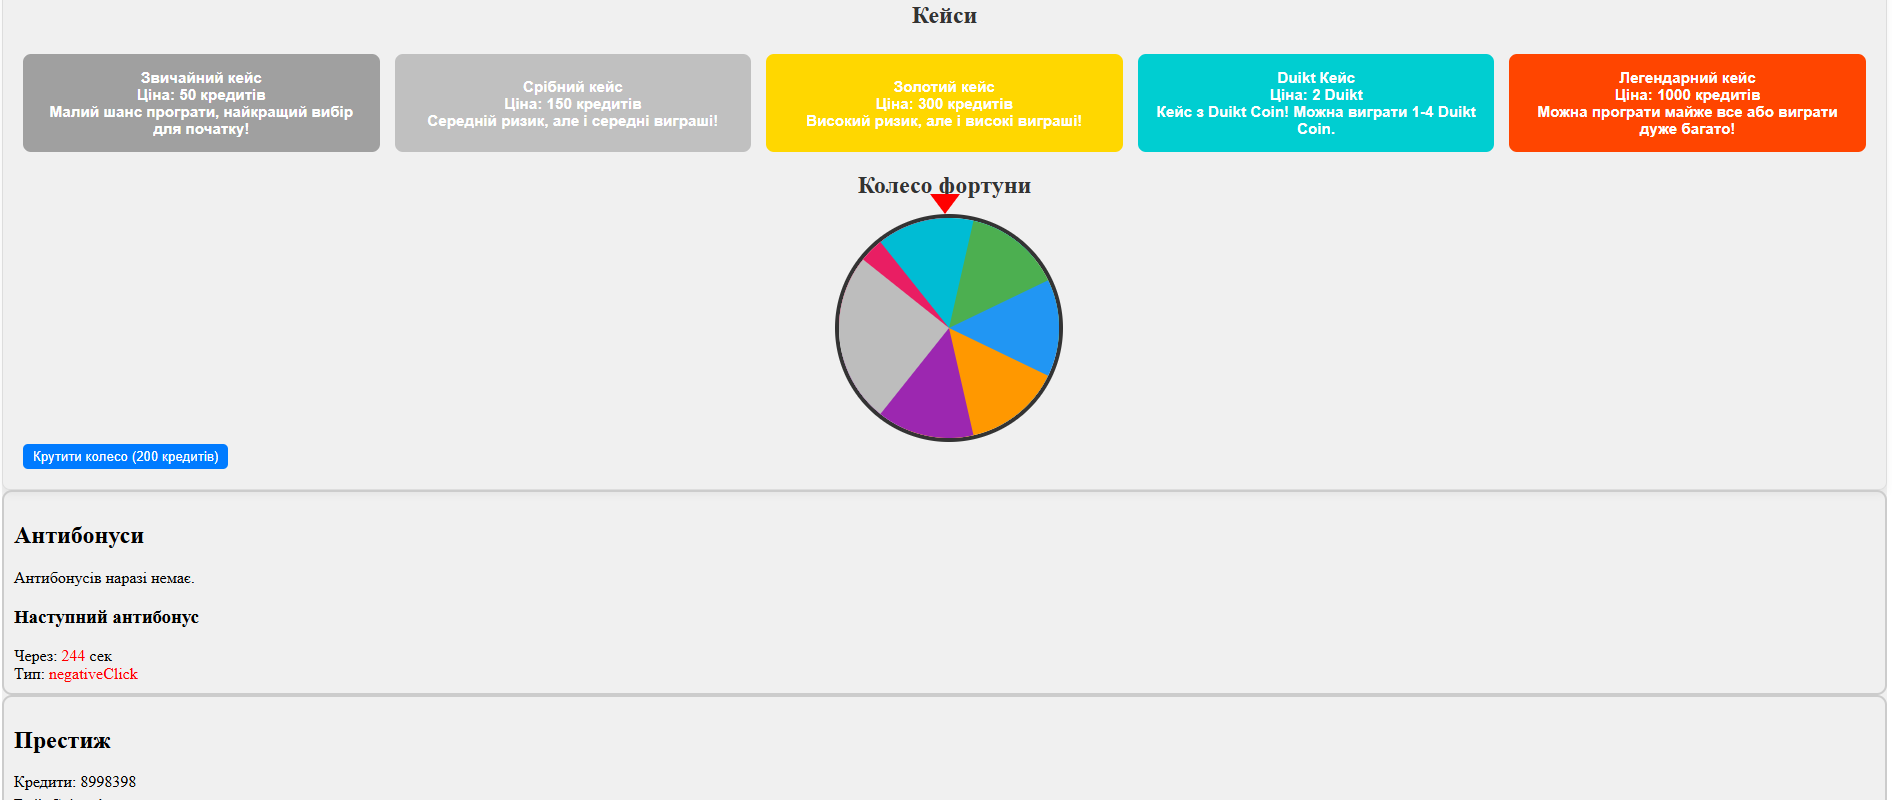 Кейси
Звичайний кейс
Ціна: 50 кредитів
Малий шанс програти, найкращий вибір
для початку!
Срібний кейс
Ціна: 150 кредитів
Середній ризик, але і середні виграші!
Золотий кейс
Ціна: 300 кредитів
Високий ризик, але і високі виграші!
Duikt Кейс
Ціна: 2 Duikt
Кейс з Duikt Coin! Можна виграти 1-4 Duikt
Coin.
Легендарний кейс
Ціна: 1000 кредитів
Можна програти майже все або виграти
дуже багато!
Колесо фортуни
Крутити колесо (200 кредитів)
Антибонуси
Антибонусів наразі немає.
Наступний антибонус
Через: 244 сек
Тип: negativeClick
Престиж
Кредити: 8998398